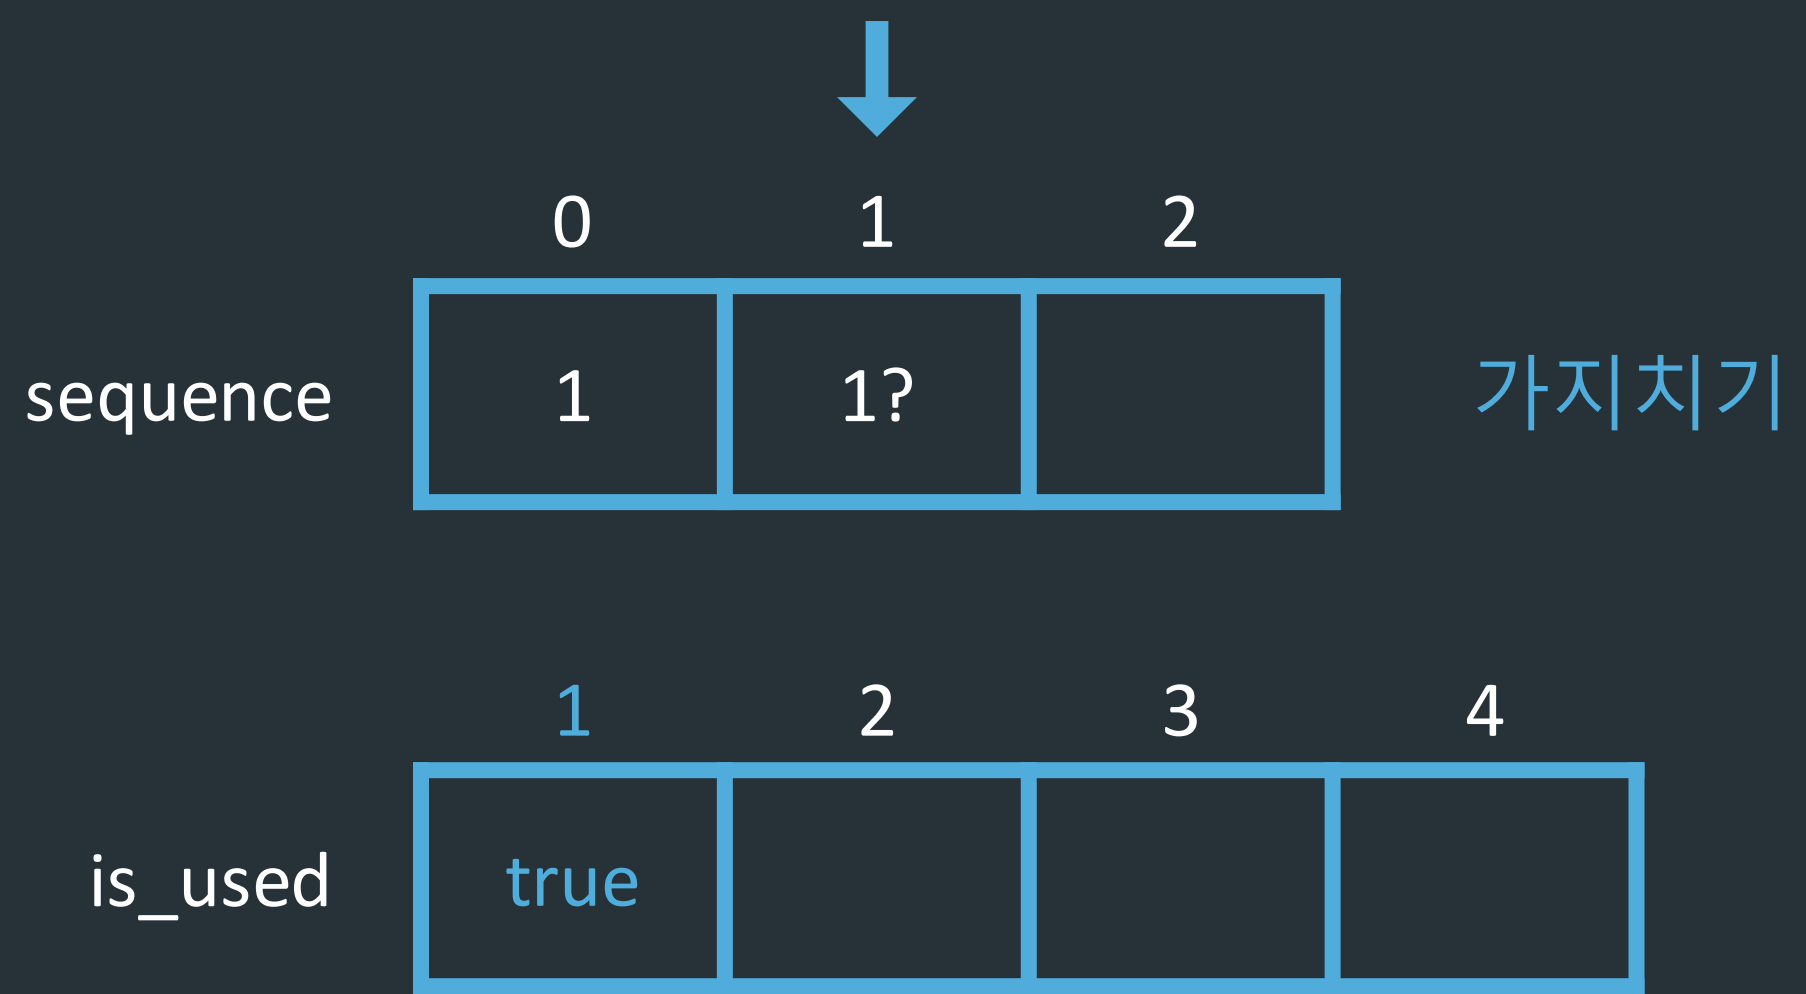 0 1 2
sequence 1 1? 가지치기
1 2 3 4
is_used true